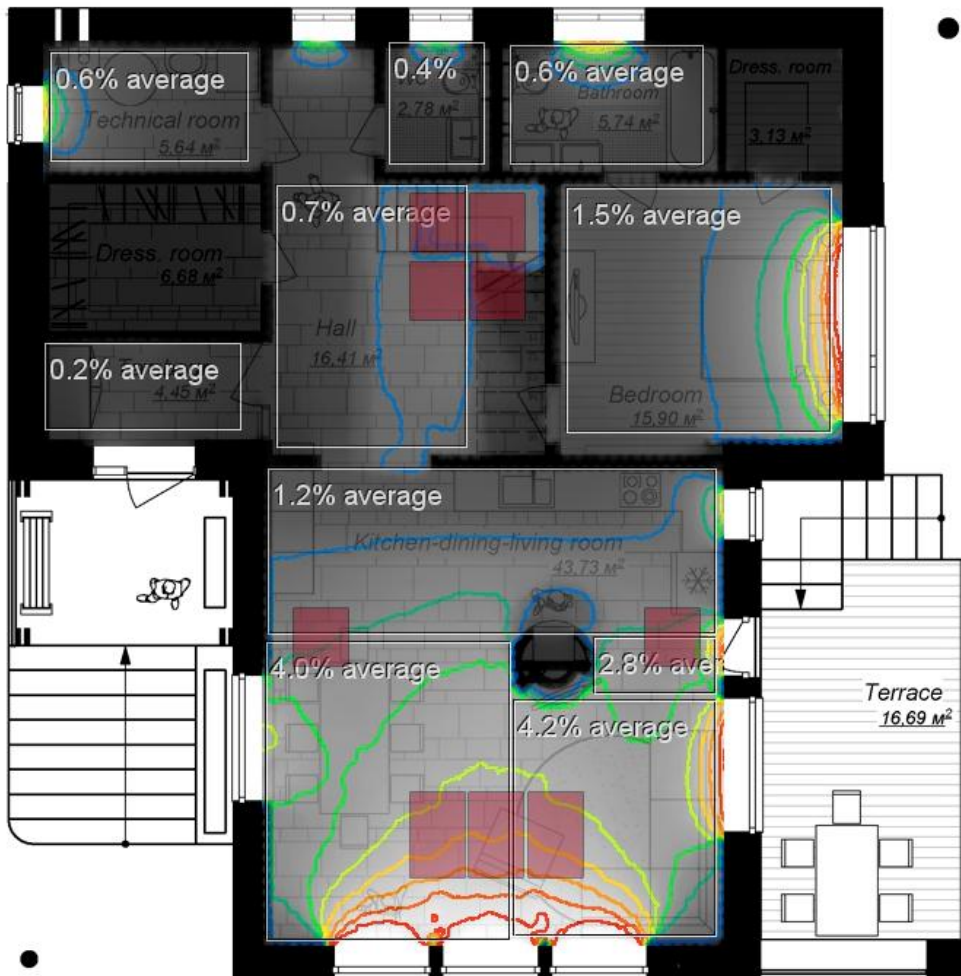 0.6% average
Technical room
5.64 м²
0.4%
2,78 м²
0.6% average
Bathroom
5.74 м²
Dress. room
3,13 м²
Dress. room
6,68 м²
0.7% average
Hall
16,41 м²
1.5% average
Bedroom
15,90 м²
0.2% average
4,45 м²
1.2% average
Kitchen-dining-living room
43,73 м²
4.0% average
2.8% aver
4.2% average
Terrace
16,69 м²